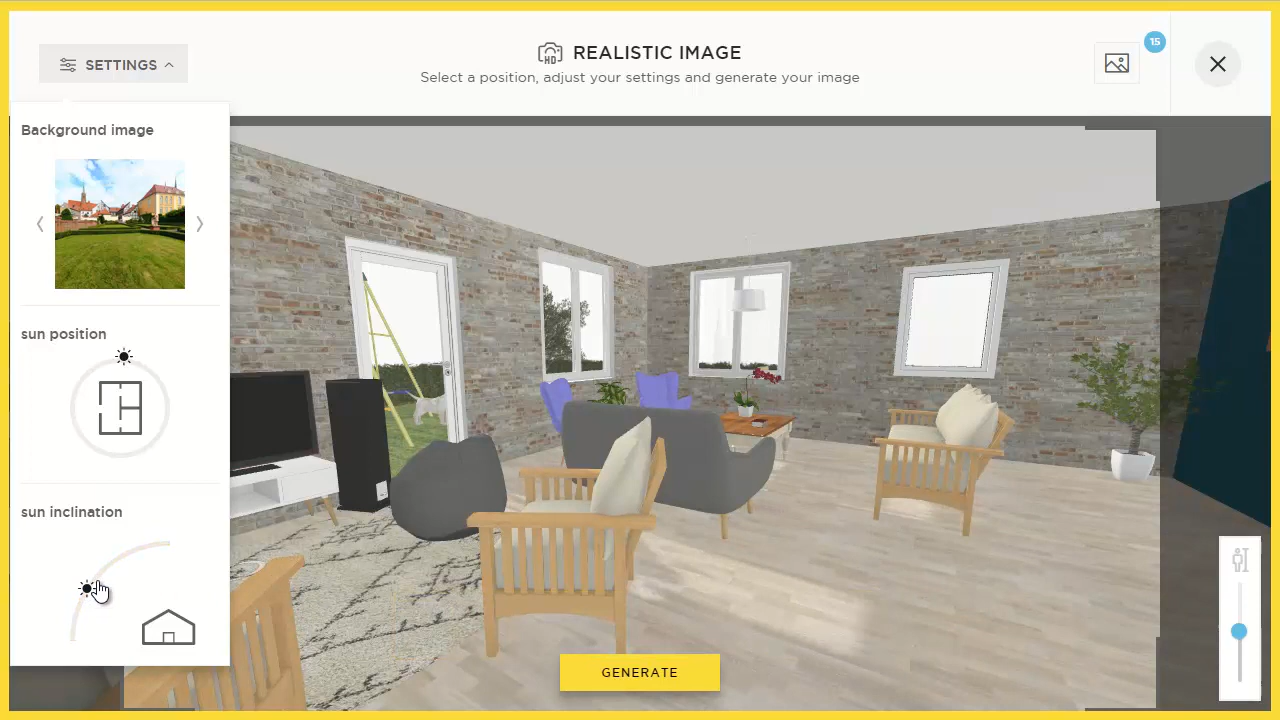 SETTINGS
HD
REALISTIC IMAGE
Select a position, adjust your settings and generate your image
15
Background image
sun position
sun inclination
GENERATE